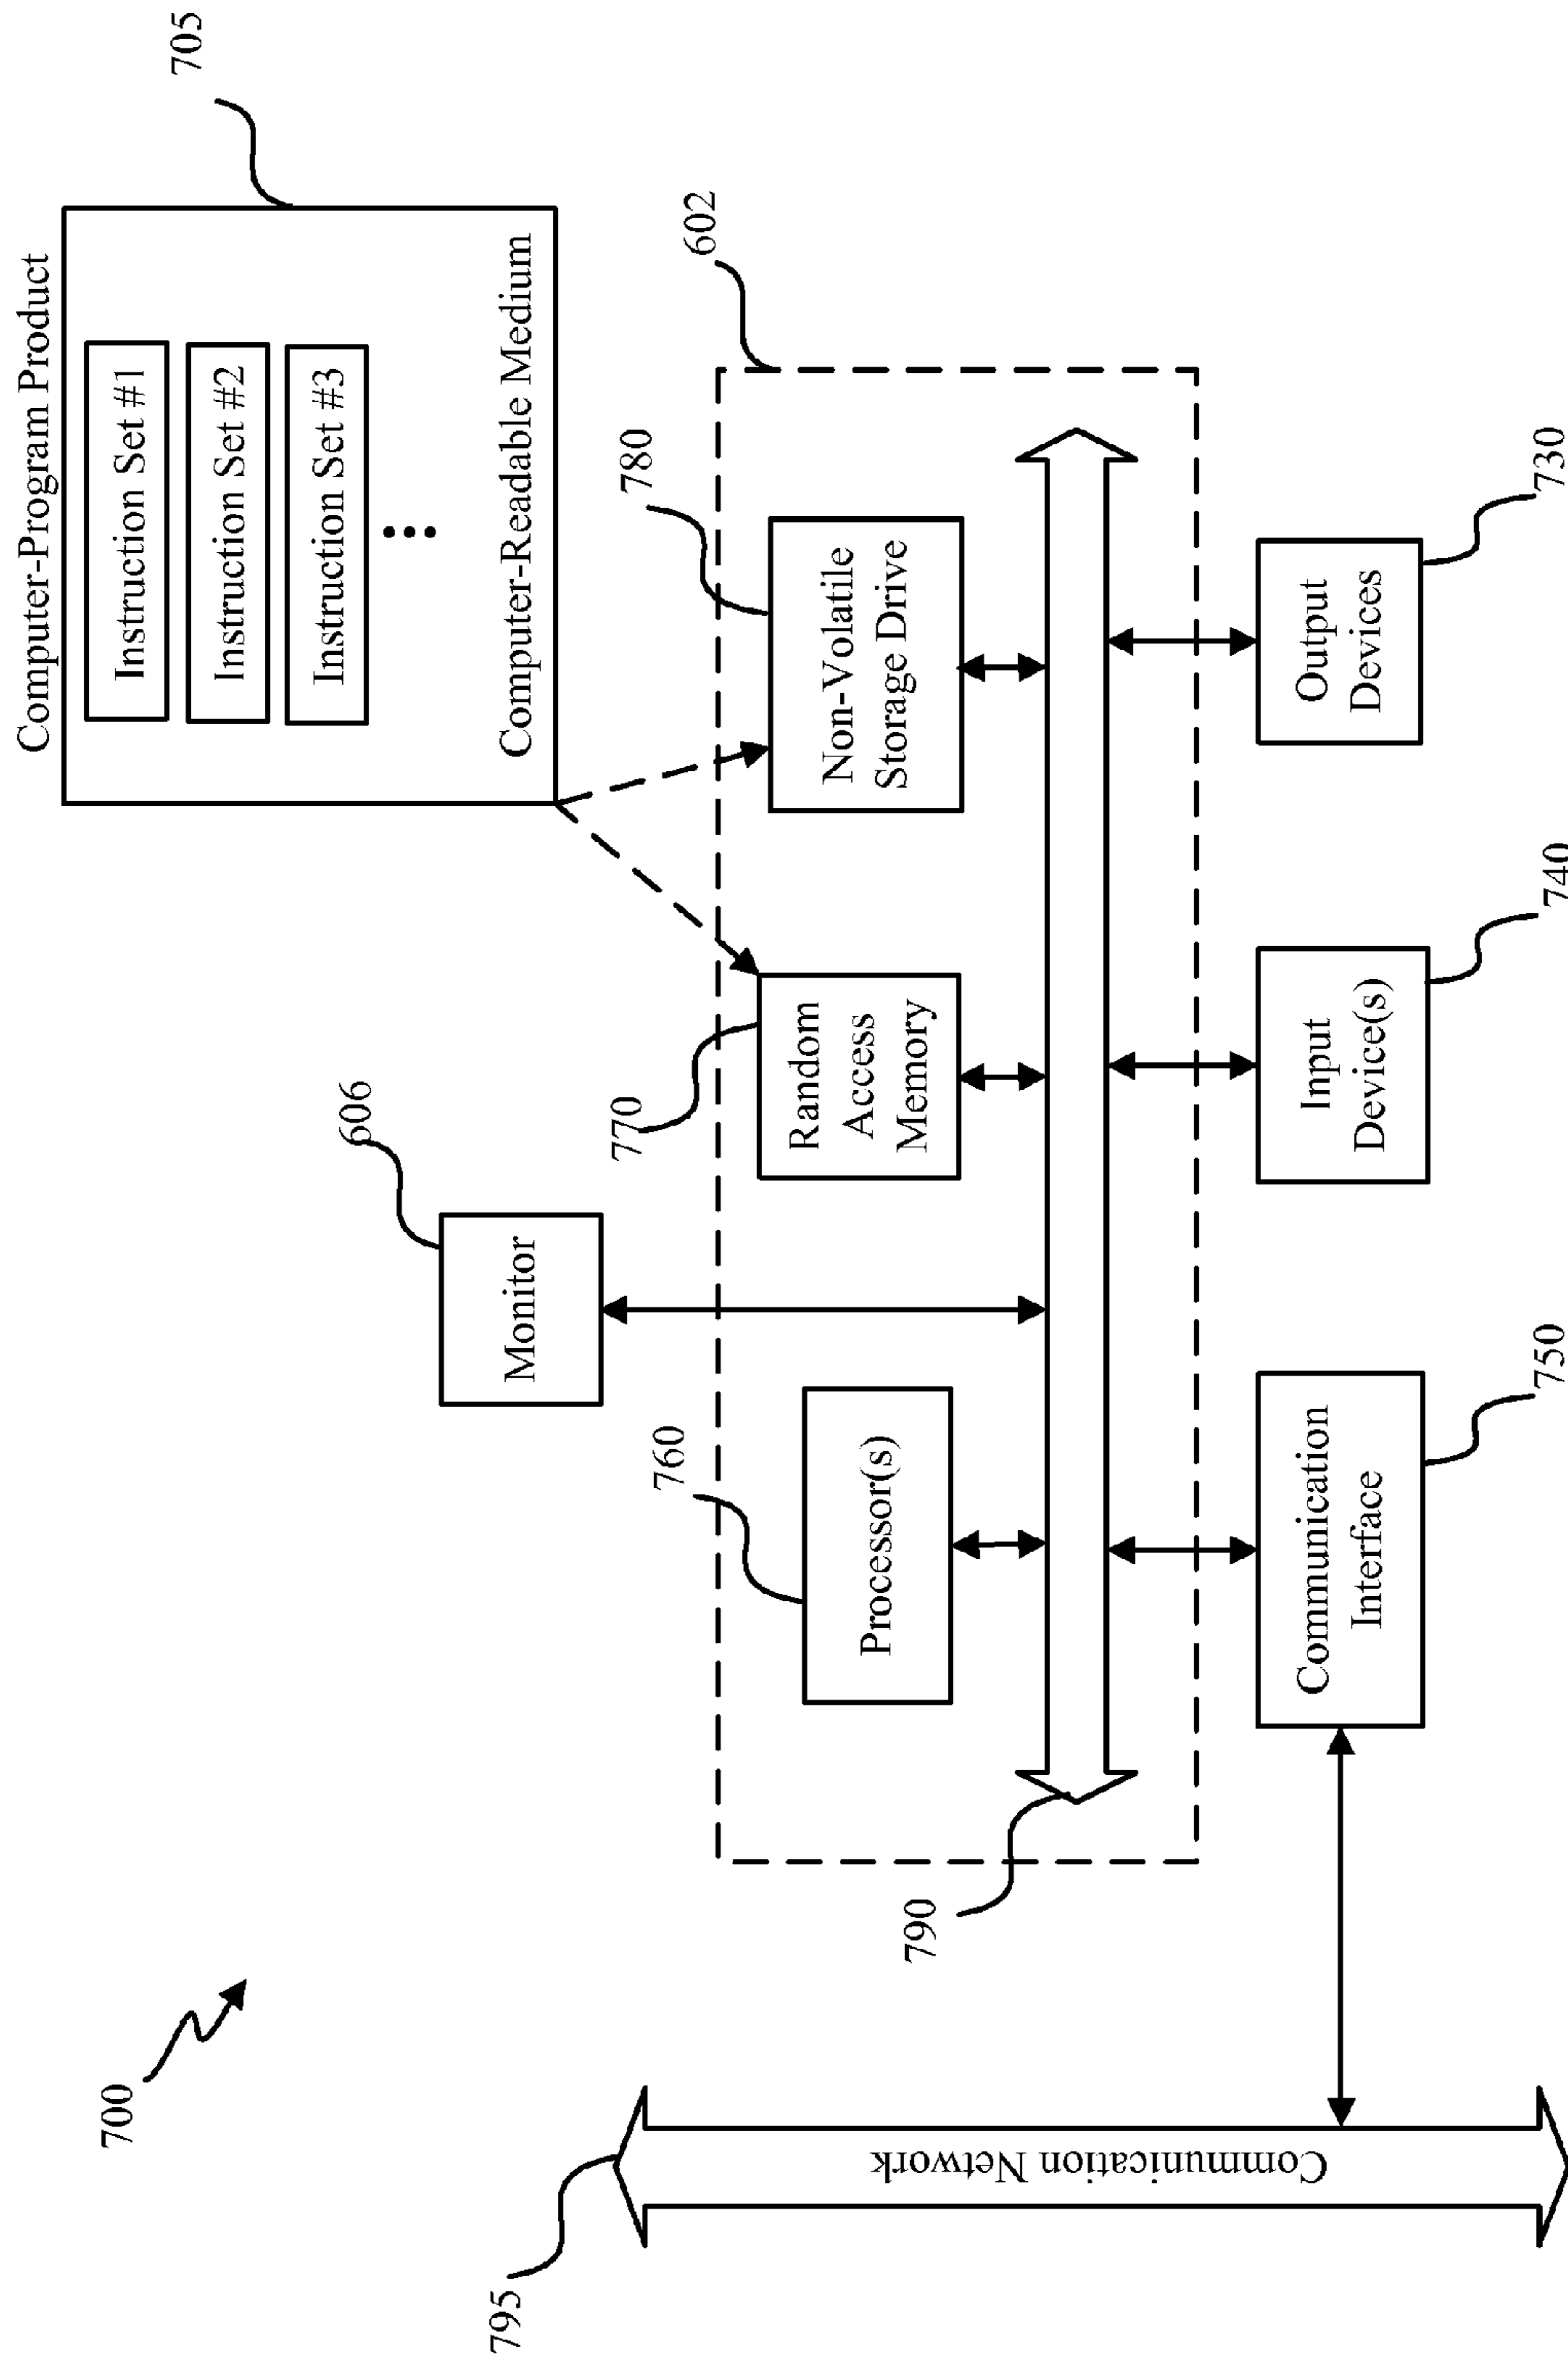 Computer-Program Product
705
Instruction Set #1
Instruction Set #2
Instruction Set #3
Computer-Readable Medium
700
606
Monitor
602
760
770
780
Processor(s)
Random
Access
Memory
Non-Volatile
Storage Drive
790
795
Communication Network
Communication
Interface
Input
Device(s)
Output
Devices
750
740
730